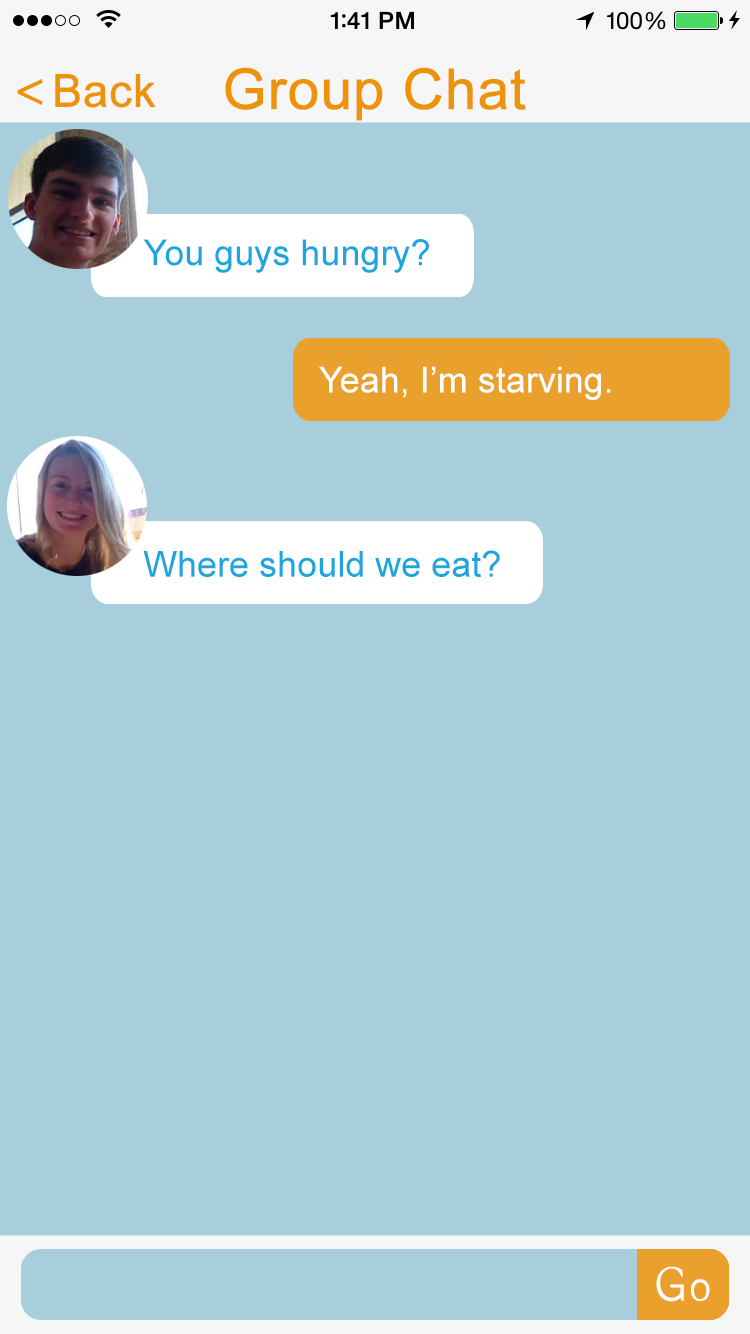 1:41 PM 100%
< Back Group Chat
You guys hungry?
Yeah, I’m starving.
Where should we eat?
Go